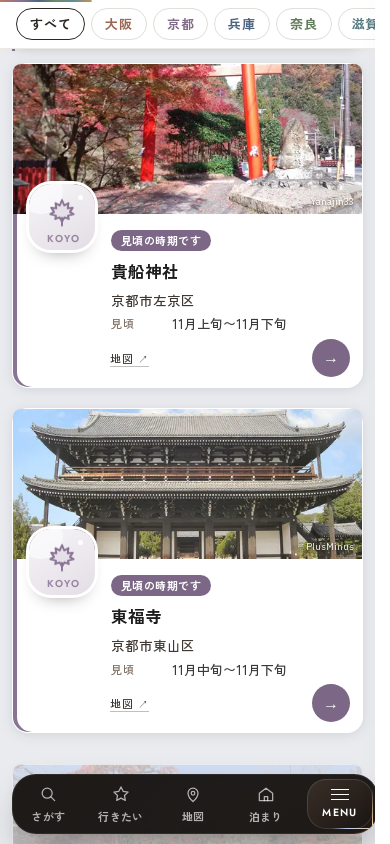 すべて
大阪
京都
兵庫
奈良
滋賀
Yanajin33
KOYO
見頃の時期です
貴船神社
京都市左京区
見頃 11月上旬〜11月下旬
地図 ↗
→
PlusMinus
KOYO
見頃の時期です
東福寺
京都市東山区
見頃 11月中旬〜11月下旬
地図 ↗
→
さがす
行きたい
地図
泊まり
MENU